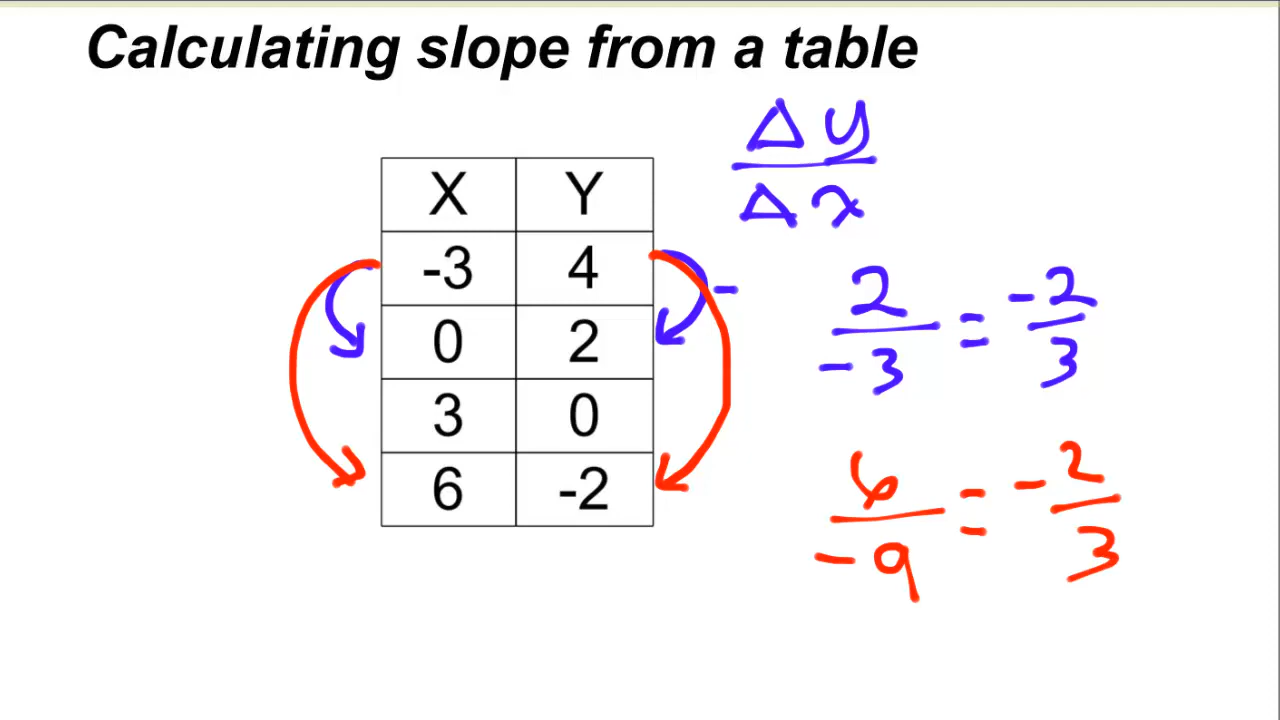 Calculating slope from a table
Δy
Δx
X Y
-3 4
0 2
3 0
6 -2
-
2/-3 = -2/3
6/-9 = -2/3